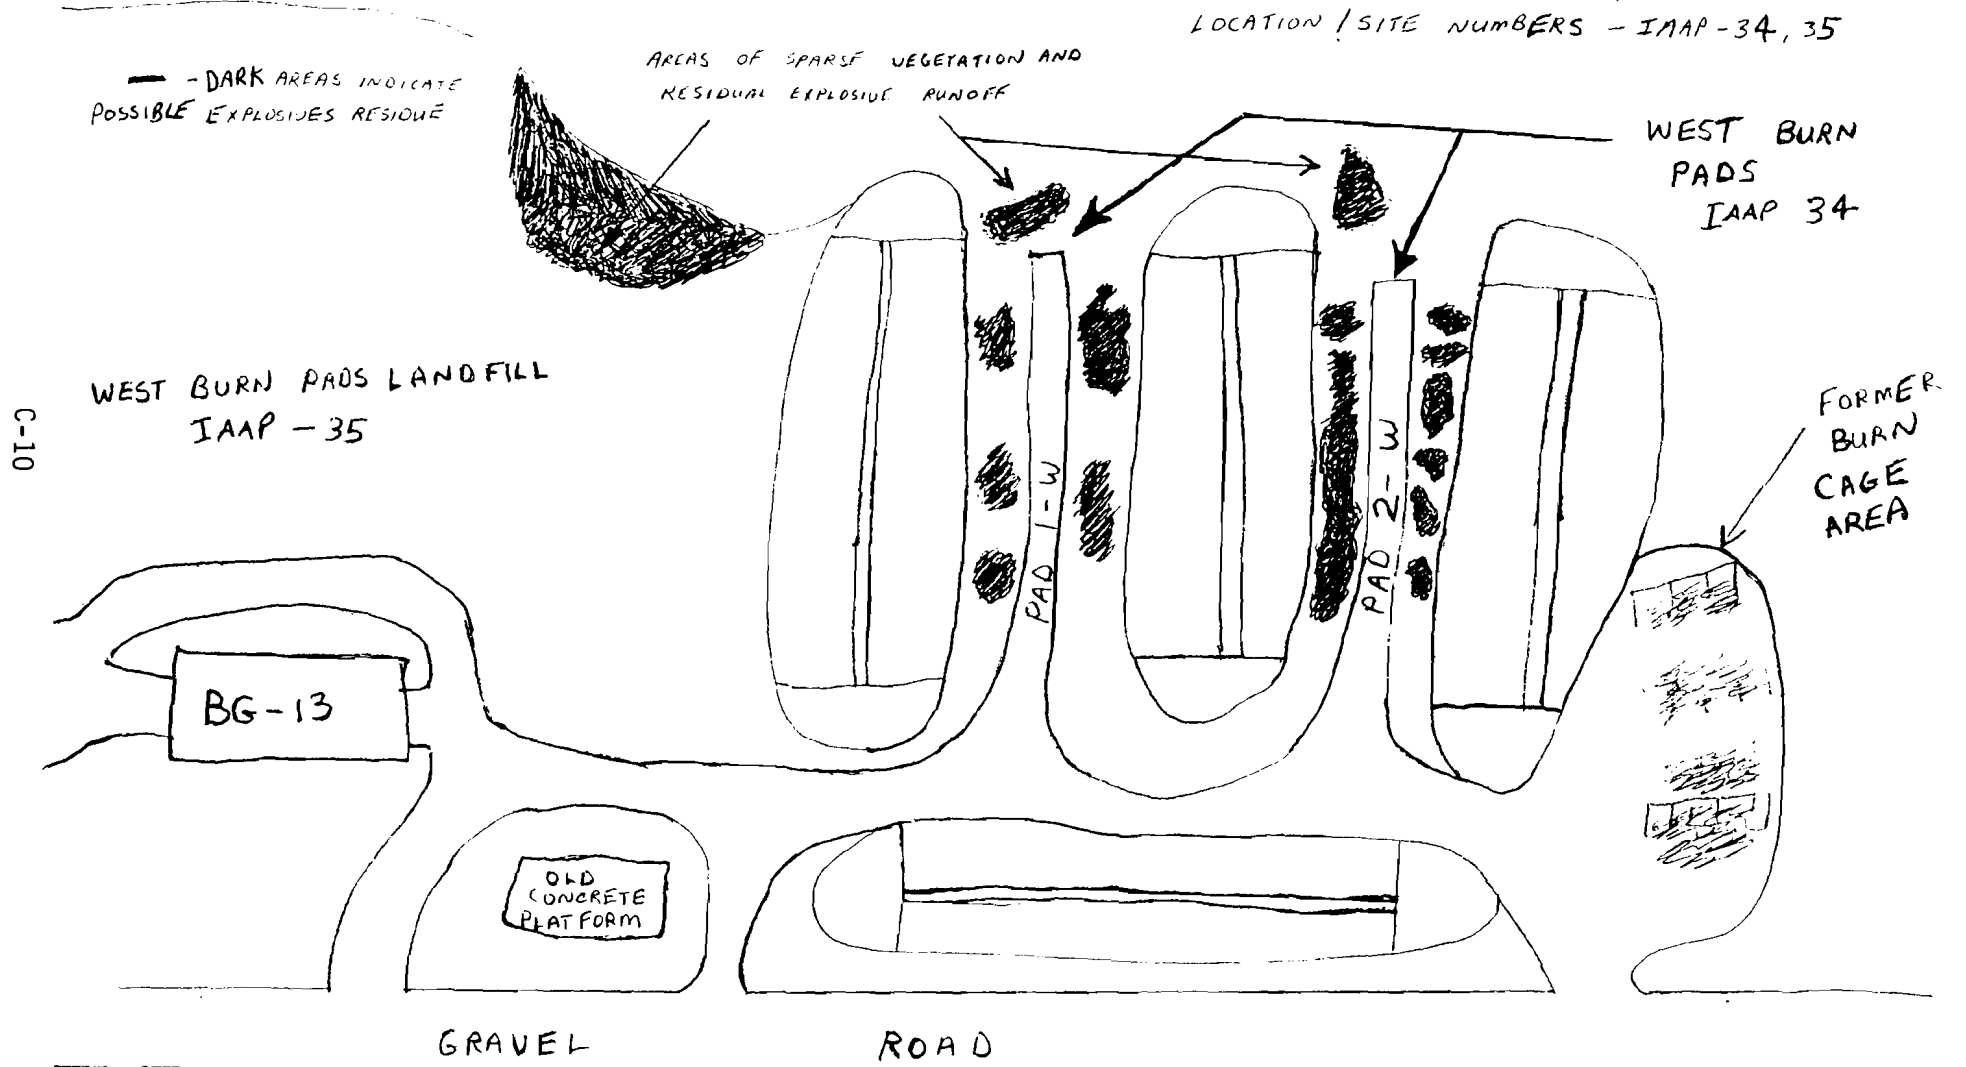 LOCATION / SITE NUMBERS - IAAP-34, 35
- DARK AREAS INDICATE
POSSIBLE EXPLOSIVES RESIDUE
AREAS OF SPARSE VEGETATION AND
RESIDUAL EXPLOSIVE RUNOFF
WEST BURN
PADS
IAAP 34
WEST BURN PADS LANDFILL
IAAP - 35
C-10
FORMER
BURN
CAGE
AREA
PAD 1-W
PAD 2-W
BG-13
OLD
CONCRETE
PLATFORM
GRAVEL ROAD